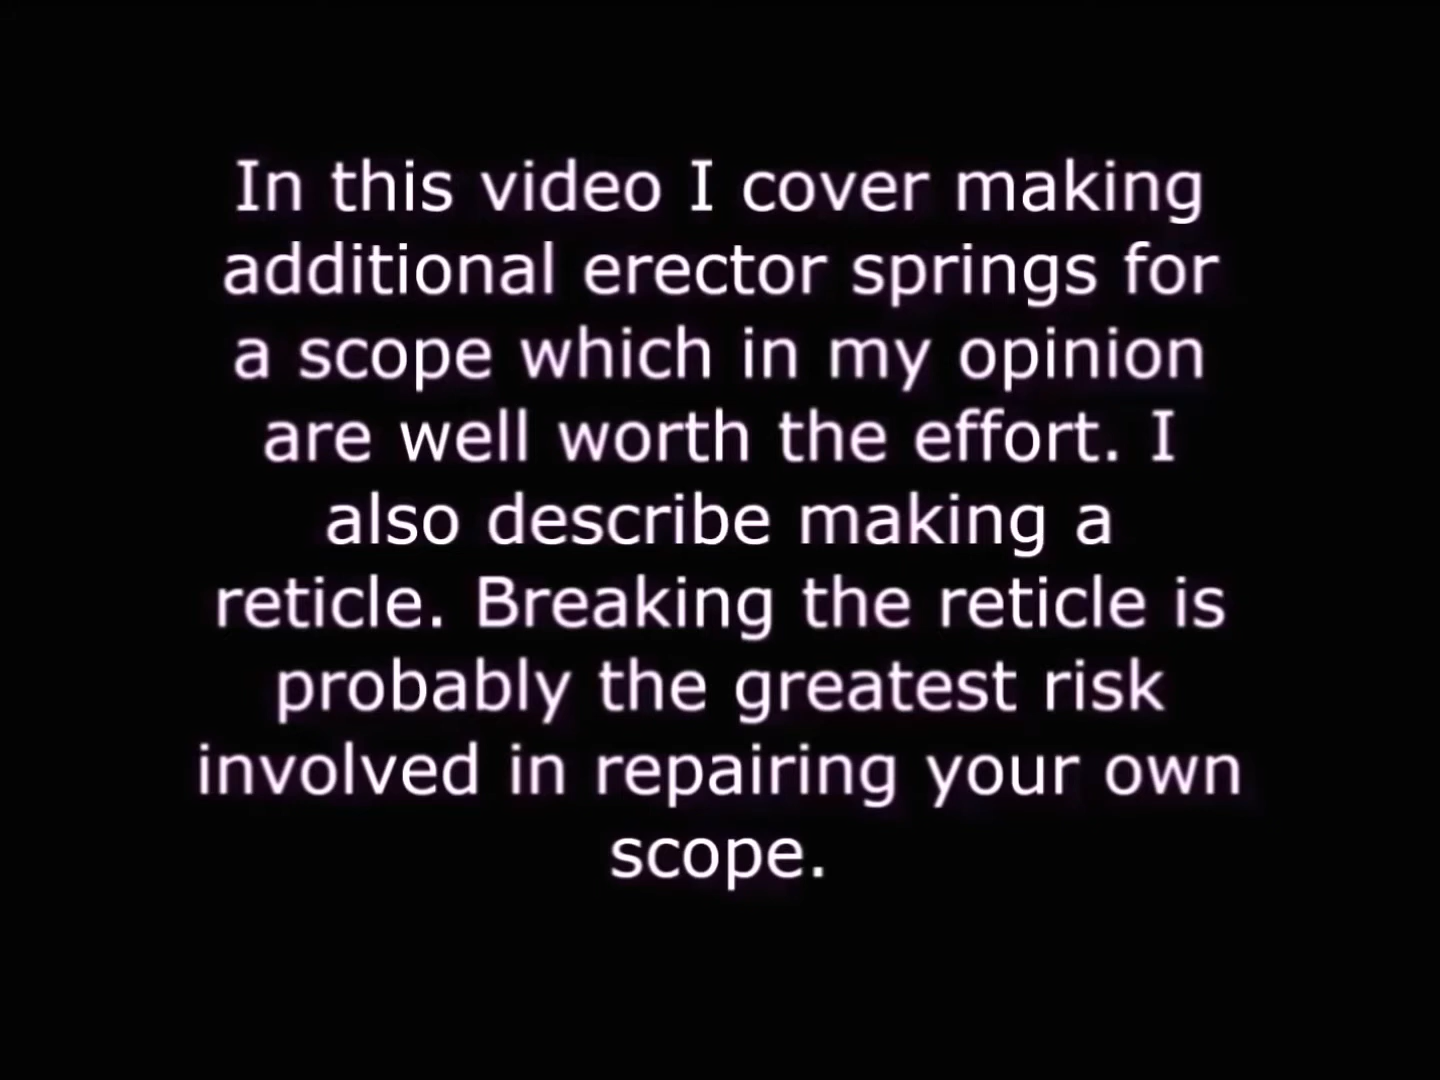 In this video I cover making
additional erector springs for
a scope which in my opinion
are well worth the effort. I
also describe making a
reticle. Breaking the reticle is
probably the greatest risk
involved in repairing your own
scope.